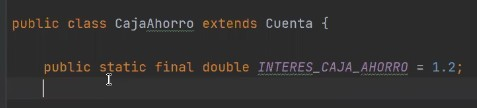 public class CajaAhorro extends Cuenta {
public static final double INTERES_CAJA_AHORRO = 1.2;